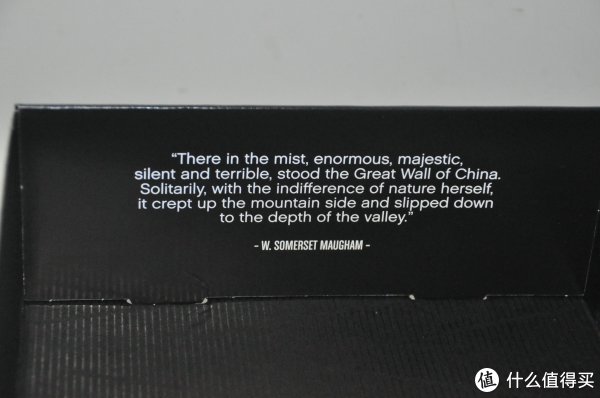 “There in the mist, enormous, majestic,
silent and terrible, stood the Great Wall of China.
Solitarily, with the indifference of nature herself,
it crept up the mountain side and slipped down
to the depth of the valley.”
- W. SOMERSET MAUGHAM -
值 什么值得买